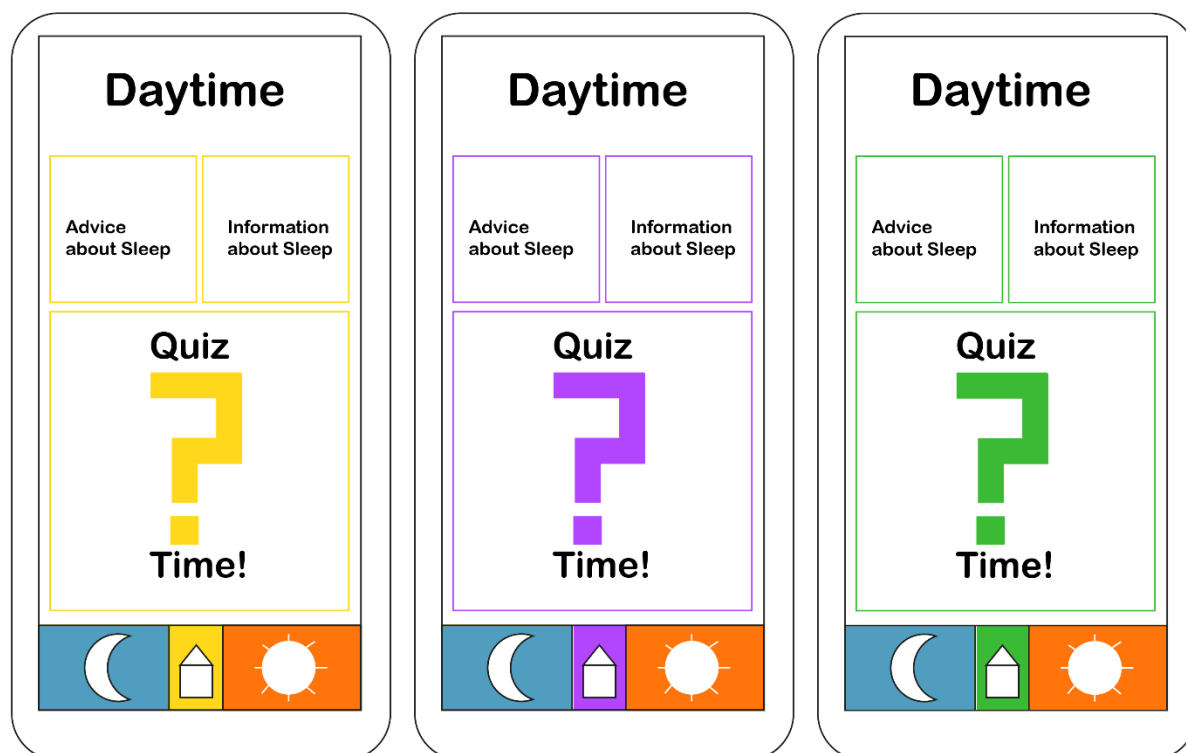 Daytime
Advice
about Sleep
Information
about Sleep
Quiz
?
Time!
Daytime
Advice
about Sleep
Information
about Sleep
Quiz
?
Time!
Daytime
Advice
about Sleep
Information
about Sleep
Quiz
?
Time!